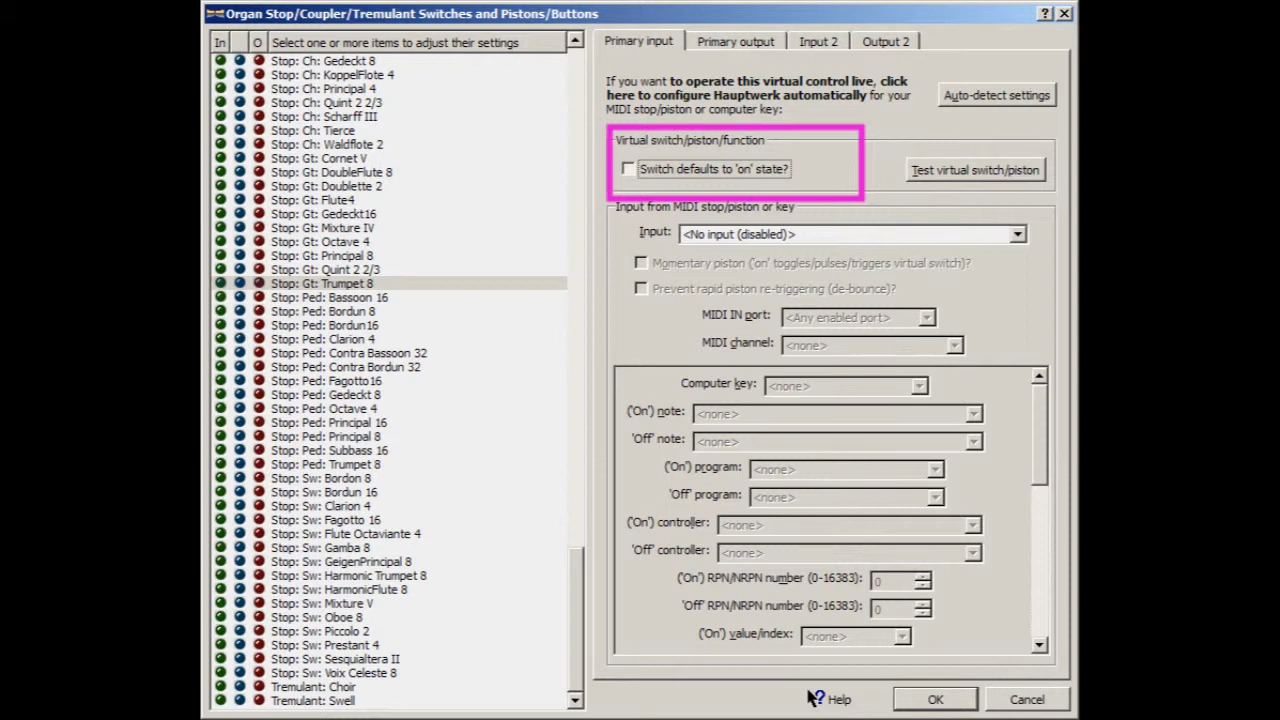 Organ Stop/Coupler/Tremulant Switches and Pistons/Buttons
In O Select one or more items to adjust their settings
Stop: Ch: Gedeckt 8
Stop: Ch: KoppelFlote 4
Stop: Ch: Principal 4
Stop: Ch: Quint 2 2/3
Stop: Ch: Scharff III
Stop: Ch: Tierce
Stop: Ch: Waldflote 2
Stop: Gt: Cornet V
Stop: Gt: DoubleFlute 8
Stop: Gt: Doublette 2
Stop: Gt: Flute4
Stop: Gt: Gedeckt16
Stop: Gt: Mixture IV
Stop: Gt: Octave 4
Stop: Gt: Principal 8
Stop: Gt: Quint 2 2/3
Stop: Gt: Trumpet 8
Stop: Ped: Bassoon 16
Stop: Ped: Bordun 8
Stop: Ped: Bordun16
Stop: Ped: Clarion 4
Stop: Ped: Contra Bassoon 32
Stop: Ped: Contra Bordun 32
Stop: Ped: Fagotto16
Stop: Ped: Gedeckt 8
Stop: Ped: Octave 4
Stop: Ped: Principal 16
Stop: Ped: Principal 8
Stop: Ped: Subbass 16
Stop: Ped: Trumpet 8
Stop: Sw: Bordon 8
Stop: Sw: Bordun 16
Stop: Sw: Clarion 4
Stop: Sw: Fagotto 16
Stop: Sw: Flute Octaviante 4
Stop: Sw: Gamba 8
Stop: Sw: GeigenPrincipal 8
Stop: Sw: Harmonic Trumpet 8
Stop: Sw: HarmonicFlute 8
Stop: Sw: Mixture V
Stop: Sw: Oboe 8
Stop: Sw: Piccolo 2
Stop: Sw: Prestant 4
Stop: Sw: Sesquialtera II
Stop: Sw: Voix Celeste 8
Tremulant: Choir
Tremulant: Swell
Primary input Primary output Input 2 Output 2
If you want to operate this virtual control live, click
here to configure Hauptwerk automatically for your
MIDI stop/piston or computer key:
Auto-detect settings
Virtual switch/piston/function
Switch defaults to 'on' state?
Test virtual switch/piston
Input from MIDI stop/piston or key
Input: <No input (disabled)>
Momentary piston ('on' toggles/pulses/triggers virtual switch)?
Prevent rapid piston re-triggering (de-bounce)?
MIDI IN port: <Any enabled port>
MIDI channel: <none>
Computer key: <none>
('On') note: <none>
'Off' note: <none>
('On') program: <none>
'Off' program: <none>
('On') controller: <none>
'Off' controller: <none>
('On') RPN/NRPN number (0-16383): 0
'Off' RPN/NRPN number (0-16383): 0
('On') value/index: <none>
? Help OK Cancel